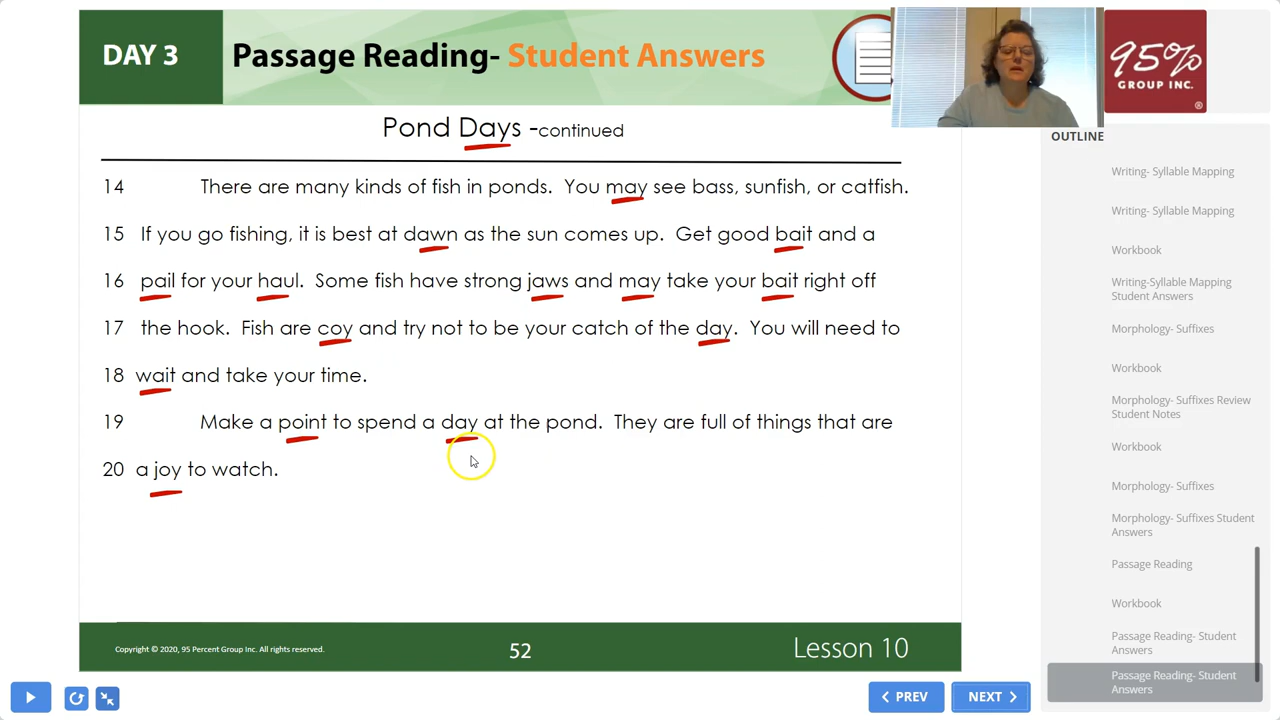 DAY 3
Passage Reading- Student Answers
95%
GROUP INC.
®
Pond Days -continued
14 There are many kinds of fish in ponds. You may see bass, sunfish, or catfish.
15 If you go fishing, it is best at dawn as the sun comes up. Get good bait and a
16 pail for your haul. Some fish have strong jaws and may take your bait right off
17 the hook. Fish are coy and try not to be your catch of the day. You will need to
18 wait and take your time.
19 Make a point to spend a day at the pond. They are full of things that are
20 a joy to watch.
Copyright © 2020, 95 Percent Group Inc. All rights reserved.
52
Lesson 10
OUTLINE
Writing- Syllable Mapping
Writing- Syllable Mapping
Workbook
Writing-Syllable Mapping
Student Answers
Morphology- Suffixes
Workbook
Morphology- Suffixes Review
Student Notes
Workbook
Morphology- Suffixes
Morphology- Suffixes Student
Answers
Passage Reading
Workbook
Passage Reading- Student
Answers
Passage Reading- Student
Answers
PREV
NEXT